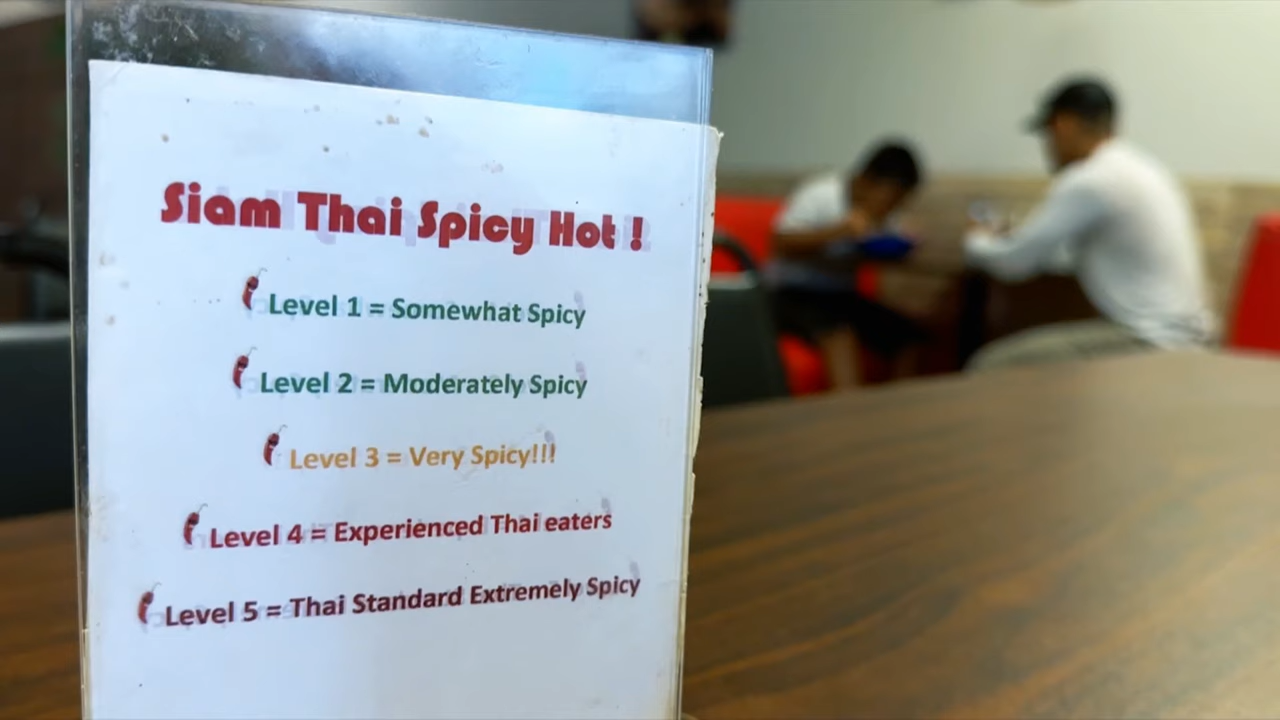 Siam Thai Spicy Hot !
Level 1 = Somewhat Spicy
Level 2 = Moderately Spicy
Level 3 = Very Spicy!!!
Level 4 = Experienced Thai eaters
Level 5 = Thai Standard Extremely Spicy